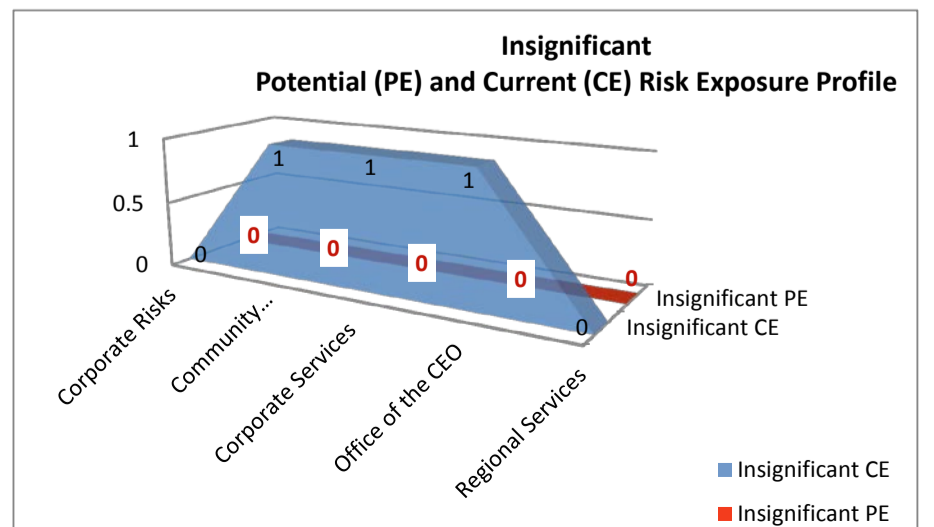 Insignificant
Potential (PE) and Current (CE) Risk Exposure Profile
1
0.5
0
1
1
1
0
0
0
0
0
0
0
Insignificant PE
Insignificant CE
Corporate Risks
Community...
Corporate Services
Office of the CEO
Regional Services
Insignificant CE
Insignificant PE